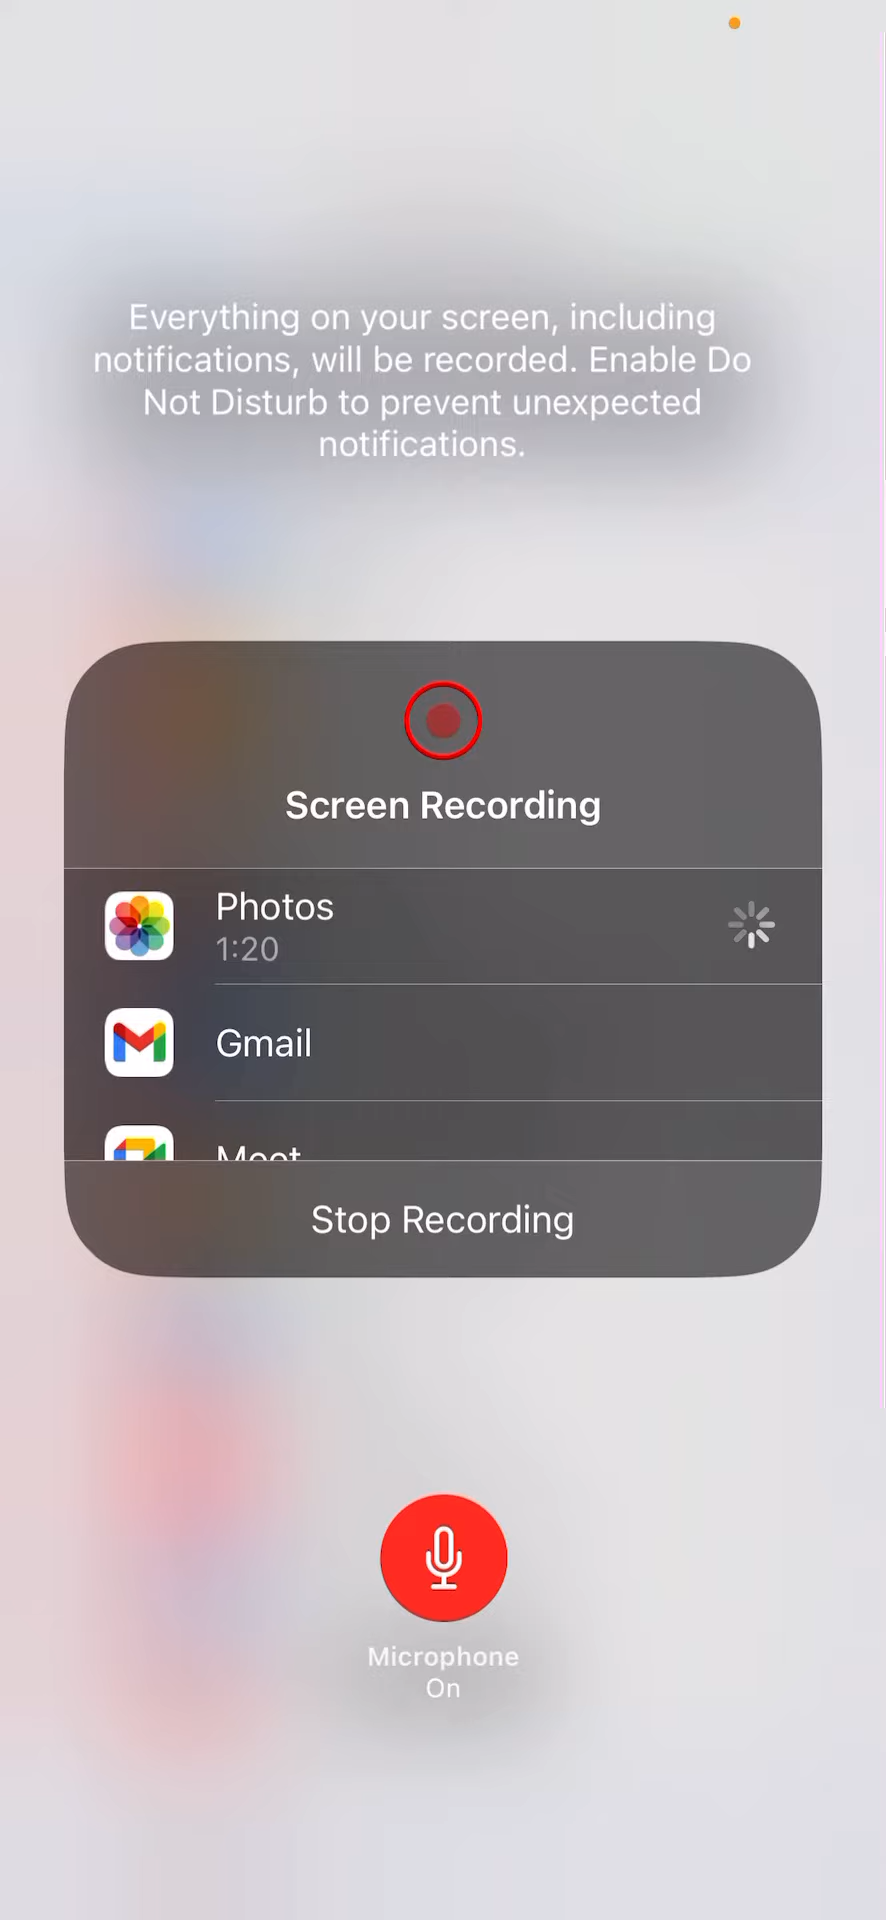 Everything on your screen, including
notifications, will be recorded. Enable Do
Not Disturb to prevent unexpected
notifications.
Screen Recording
Photos
1:20
Gmail
Meet
Stop Recording
Microphone
On